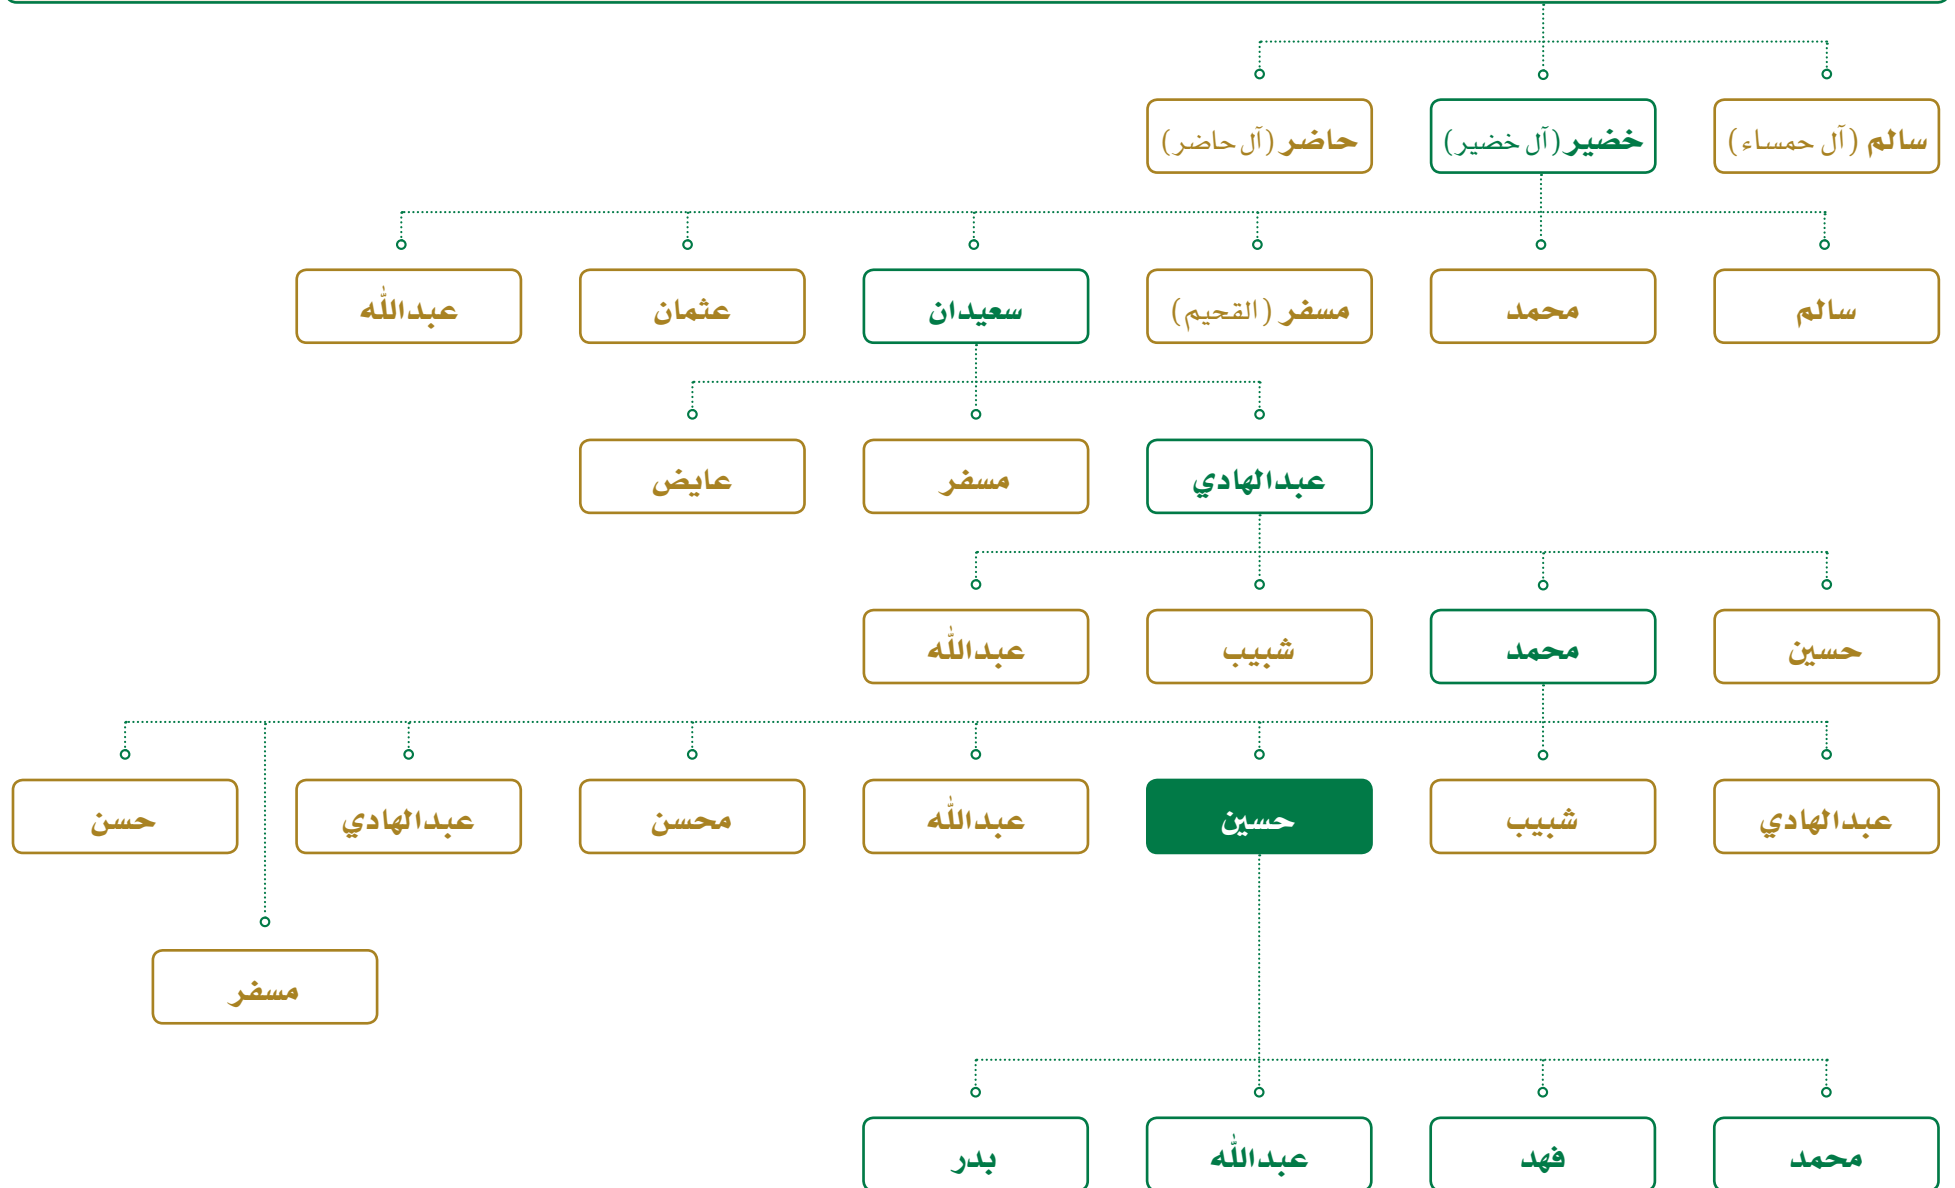 سالم (آل حمساء) خضير (آل خضير) حاضر (آل حاضر)
سالم محمد مسفر (القحيم) سعيدان عثمان عبدالله
عبدالهادي مسفر عايض
حسين محمد شبيب عبدالله
عبدالهادي شبيب حسين عبدالله محسن عبدالهادي حسن
مسفر
محمد فهد عبدالله بدر